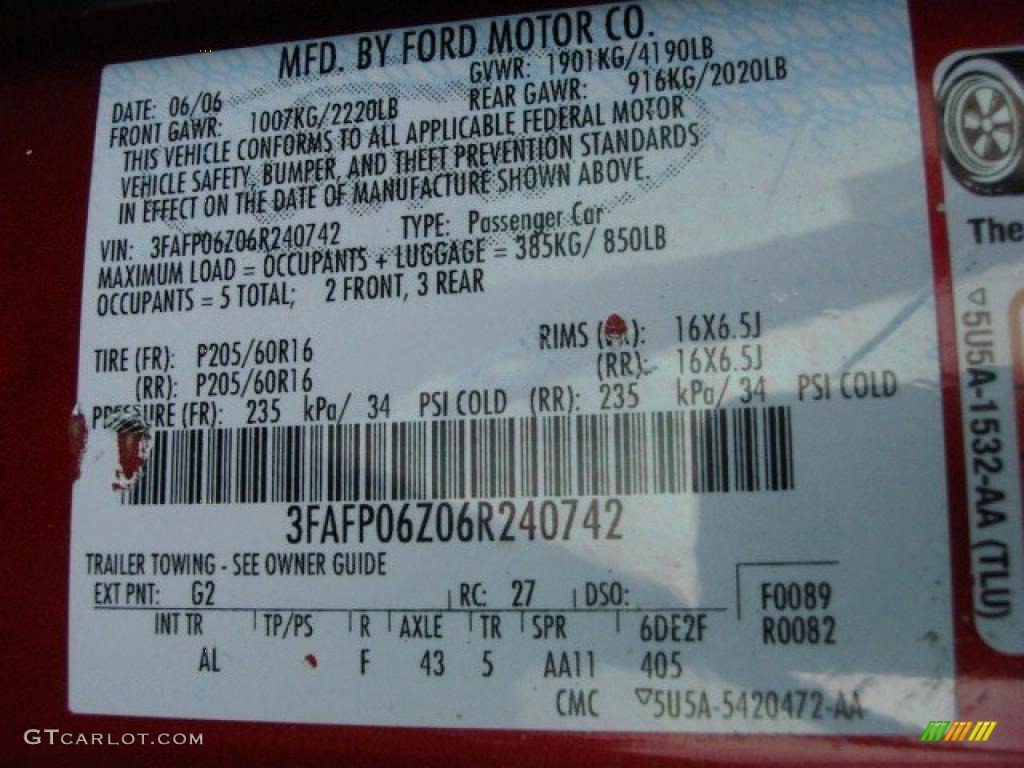 MFD. BY FORD MOTOR CO.
DATE: 06/06 GVWR: 1901KG/4190LB
FRONT GAWR: 1007KG/2220LB REAR GAWR: 916KG/2020LB
THIS VEHICLE CONFORMS TO ALL APPLICABLE FEDERAL MOTOR
VEHICLE SAFETY, BUMPER, AND THEFT PREVENTION STANDARDS
IN EFFECT ON THE DATE OF MANUFACTURE SHOWN ABOVE.
VIN: 3FAFP06Z06R240742 TYPE: Passenger Car
MAXIMUM LOAD = OCCUPANTS + LUGGAGE = 385KG/ 850LB
OCCUPANTS = 5 TOTAL; 2 FRONT, 3 REAR
TIRE (FR): P205/60R16 RIMS ( ): 16X6.5J
(RR): P205/60R16 (RR): 16X6.5J
PRESSURE (FR): 235 kPa/ 34 PSI COLD (RR): 235 kPa/ 34 PSI COLD
3FAFP06Z06R240742
TRAILER TOWING - SEE OWNER GUIDE
EXT PNT: G2 RC: 27 DSO: F0089
INT TR TP/PS R AXLE TR SPR 6DE2F R0082
AL F 43 5 AA11 405
CMC ▽5U5A-5420472-AA
The
▽5U5A-1532-AA (TLU)
GTCARLOT.COM